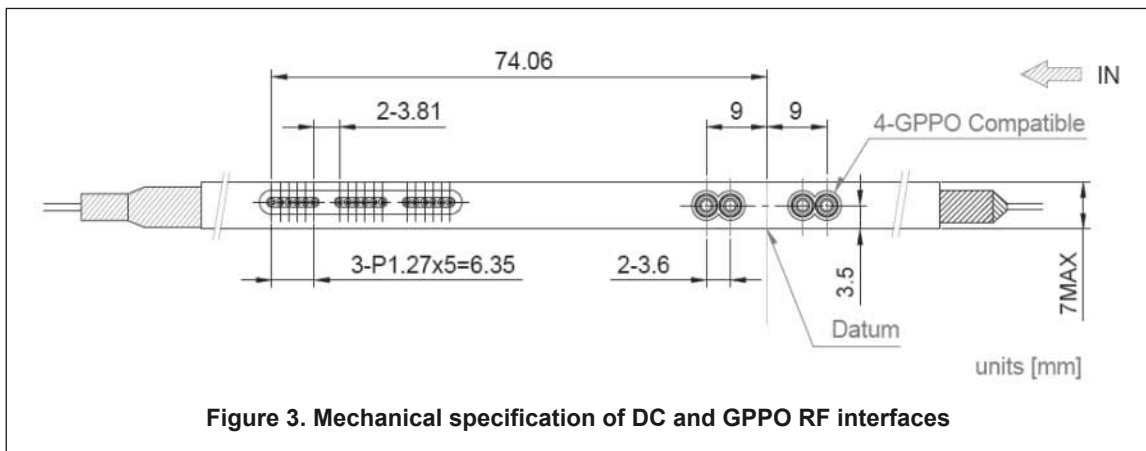 74.06
IN
2-3.81
9
9
4-GPPO Compatible
3-P1.27x5=6.35
2-3.6
3.5
7MAX
Datum
units [mm]
Figure 3. Mechanical specification of DC and GPPO RF interfaces